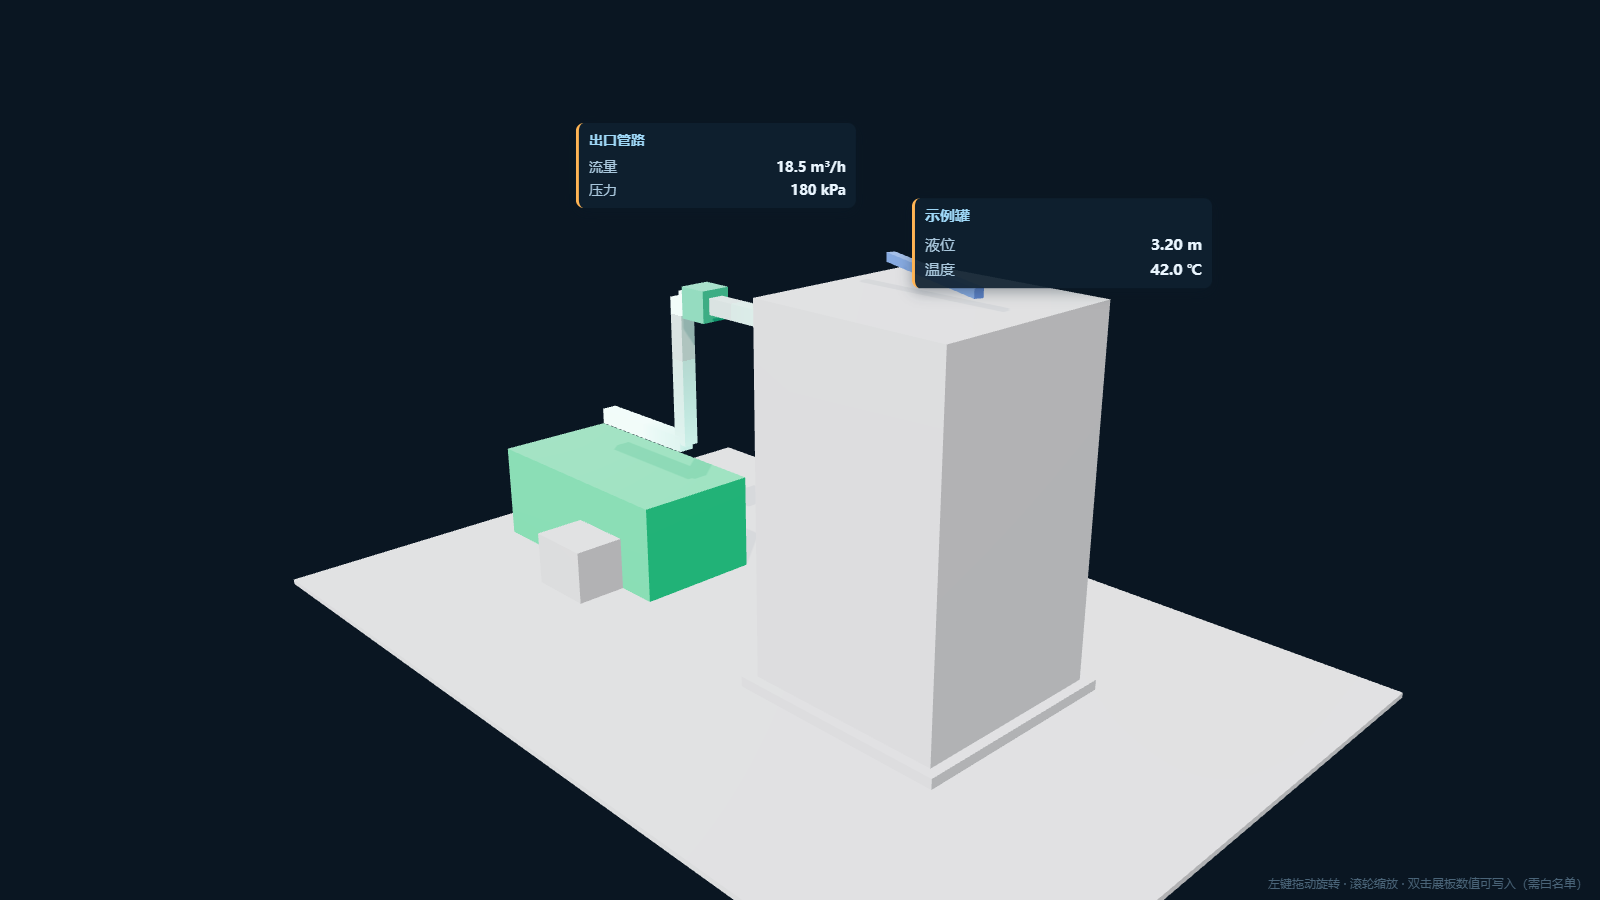 出口管路
流量 18.5 m³/h
压力 180 kPa
示例罐
液位 3.20 m
温度 42.0 ℃
左键拖动旋转 · 滚轮缩放 · 双击展板数值可写入（需白名单）